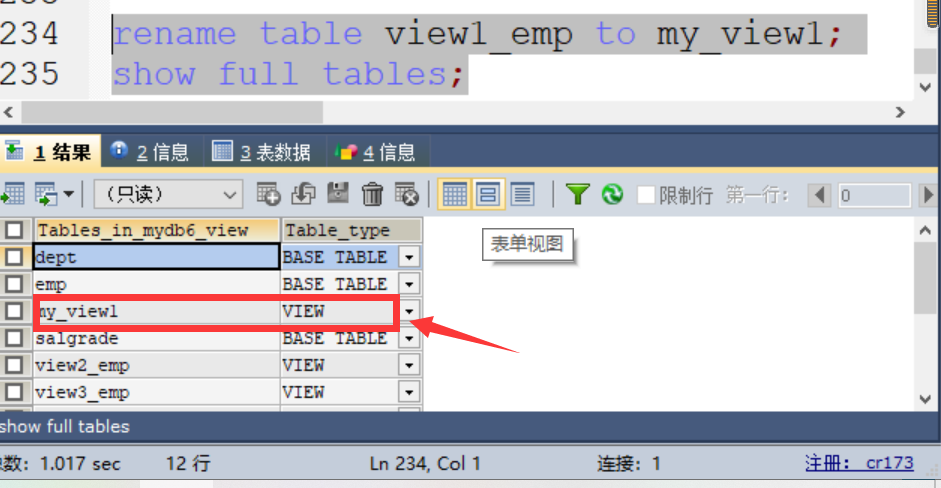 234 rename table view1_emp to my_view1;
235 show full tables;
1 结果 2 信息 3 表数据 4 信息
(只读) 限制行 第一行: 0
Tables_in_mydb6_view Table_type
表单视图
dept BASE TABLE
emp BASE TABLE
my_view1 VIEW
salgrade BASE TABLE
view2_emp VIEW
view3_emp VIEW
show full tables
数: 1.017 sec 12 行 Ln 234, Col 1 连接: 1 注册: cr173